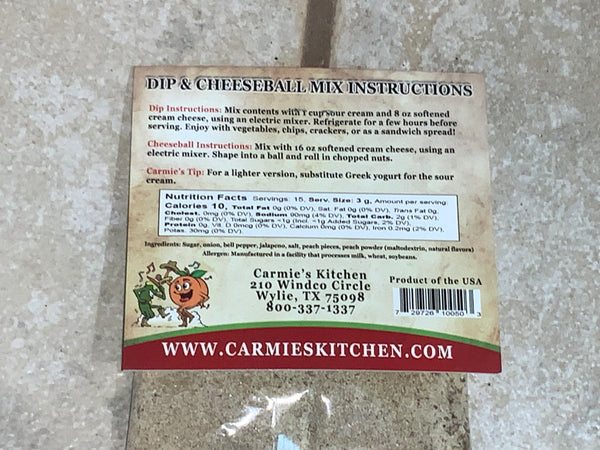 DIP & CHEESEBALL MIX INSTRUCTIONS
Dip Instructions: Mix contents with 1 cup sour cream and 8 oz softened
cream cheese, using an electric mixer. Refrigerate for a few hours before
serving. Enjoy with vegetables, chips, crackers, or as a sandwich spread!
Cheeseball Instructions: Mix with 16 oz softened cream cheese, using an
electric mixer. Shape into a ball and roll in chopped nuts.
Carmie's Tip: For a lighter version, substitute Greek yogurt for the sour
cream.
Nutrition Facts Servings: 15, Serv. Size: 3 g, Amount per serving:
Calories 10, Total Fat 0g (0% DV), Sat. Fat 0g (0% DV), Trans Fat 0g,
Cholest. 0mg (0% DV), Sodium 90mg (4% DV), Total Carb. 2g (1% DV),
Fiber 0g (0% DV), Total Sugars <1g (Incl. <1g Added Sugars, 2% DV),
Protein 0g, Vit. D 0mcg (0% DV), Calcium 0mg (0% DV), Iron 0.2mg (2% DV),
Potas. 30mg (0% DV).
Ingredients: Sugar, onion, bell pepper, jalapeno, salt, peach pieces, peach powder (maltodextrin, natural flavors)
Allergen: Manufactured in a facility that processes milk, wheat, soybeans.
Carmie's Kitchen
210 Windco Circle
Wylie, TX 75098
800-337-1337
Product of the USA
7 29726 10050 3
WWW.CARMIESKITCHEN.COM